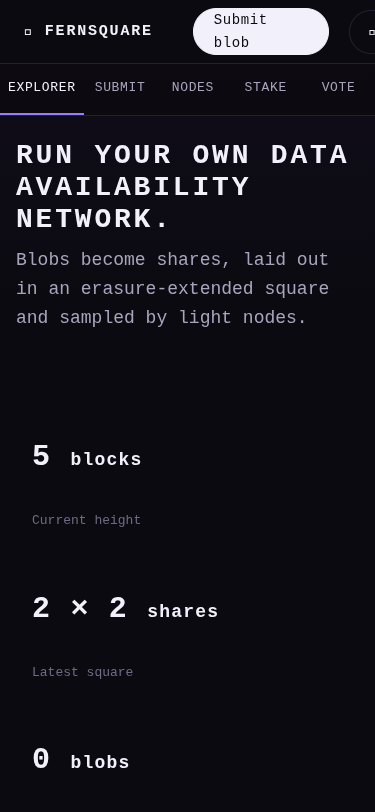 FERNSQUARE
Submit
blob
EXPLORER SUBMIT NODES STAKE VOTE
RUN YOUR OWN DATA
AVAILABILITY
NETWORK.
Blobs become shares, laid out
in an erasure-extended square
and sampled by light nodes.
5 blocks
Current height
2 × 2 shares
Latest square
0 blobs